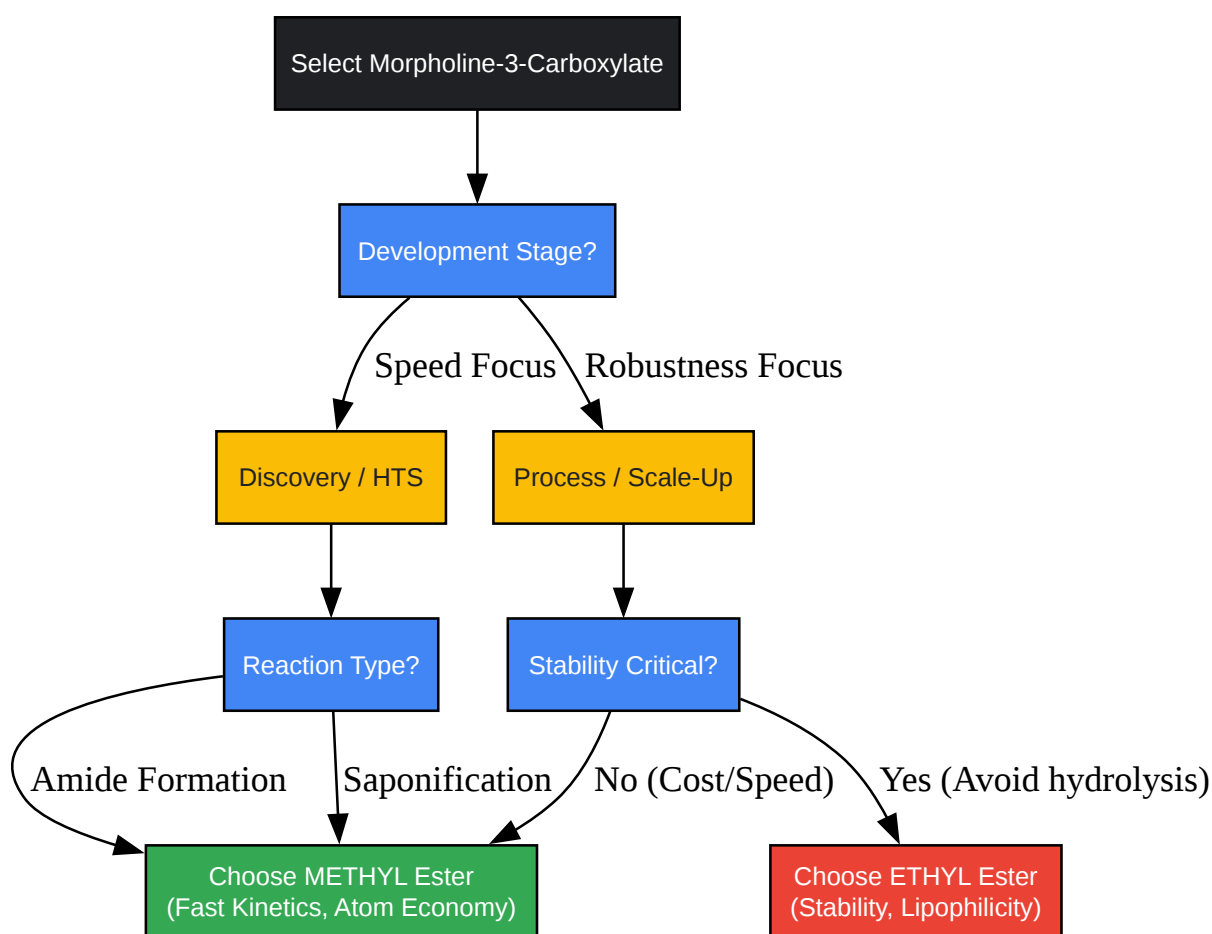 Select Morpholine-3-Carboxylate
Development Stage?
Speed Focus
Robustness Focus
Discovery / HTS
Process / Scale-Up
Reaction Type?
Stability Critical?
Amide Formation
Saponification
No (Cost/Speed)
Yes (Avoid hydrolysis)
Choose METHYL Ester
(Fast Kinetics, Atom Economy)
Choose ETHYL Ester
(Stability, Lipophilicity)